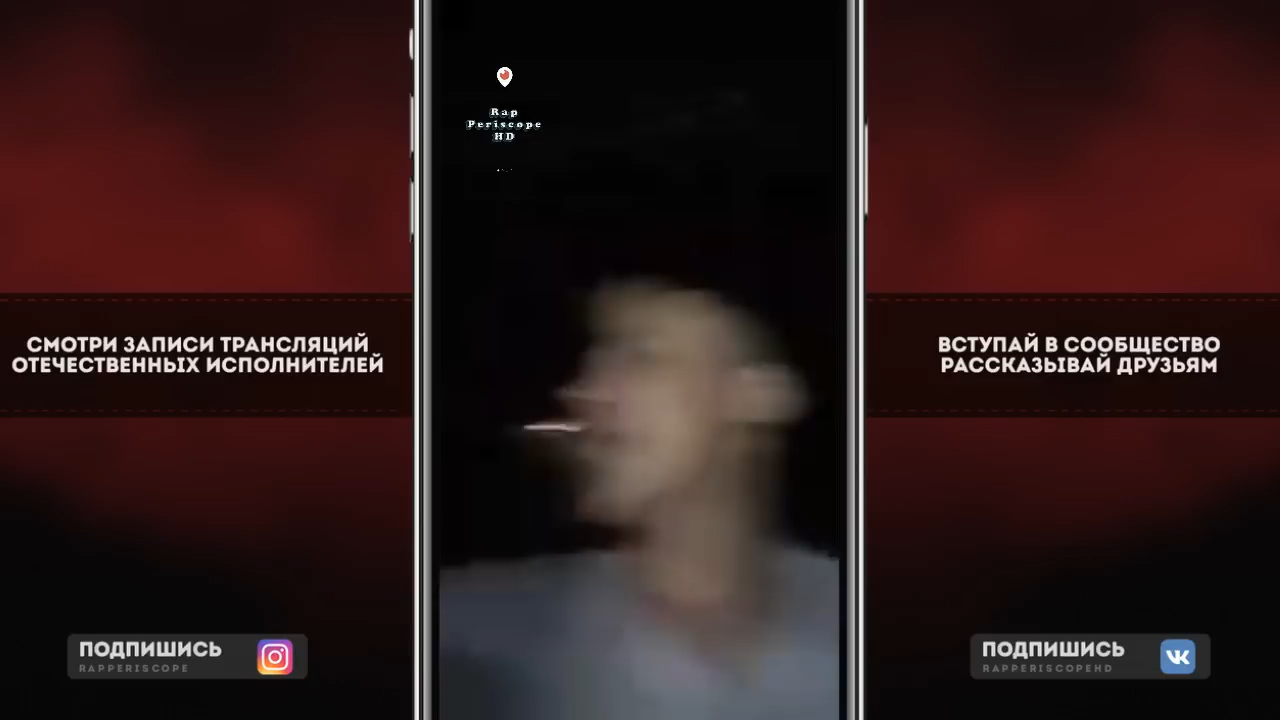 Rap
Periscope
HD
СМОТРИ ЗАПИСИ ТРАНСЛЯЦИЙ
ОТЕЧЕСТВЕННЫХ ИСПОЛНИТЕЛЕЙ
ВСТУПАЙ В СООБЩЕСТВО
РАССКАЗЫВАЙ ДРУЗЬЯМ
ПОДПИШИСЬ
RAPPERISCOPE
ПОДПИШИСЬ
RAPPERISCOPEHD